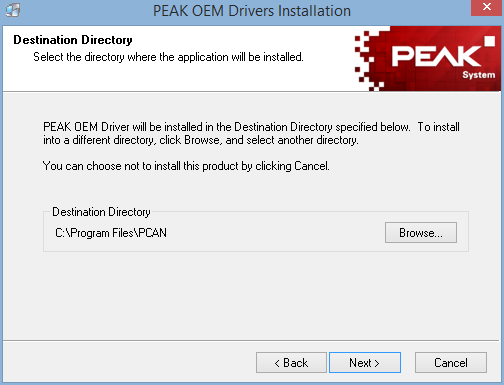 PEAK OEM Drivers Installation
Destination Directory
Select the directory where the application will be installed.
PEAK
System
PEAK OEM Driver will be installed in the Destination Directory specified below. To install
into a different directory, click Browse, and select another directory.
You can choose not to install this product by clicking Cancel.
Destination Directory
C:\Program Files\PCAN
Browse...
< Back
Next >
Cancel